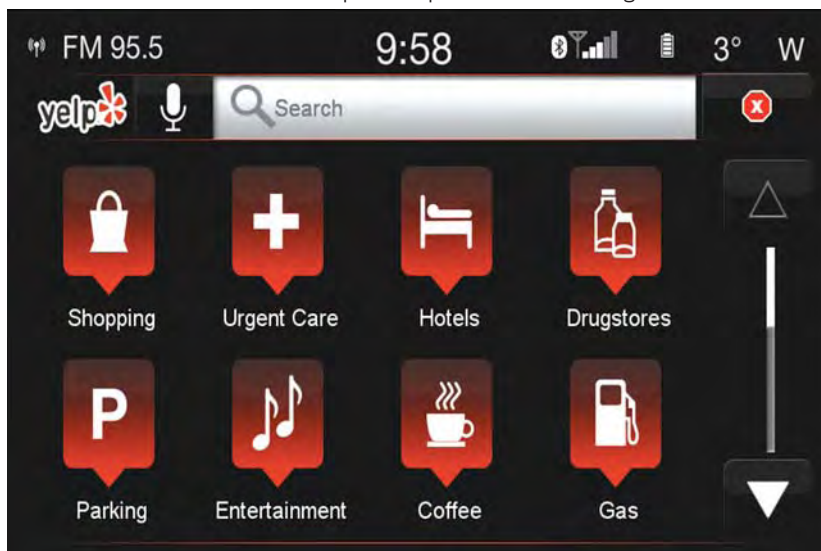 FM 95.5 9:58 3° W
yelp Search
Shopping Urgent Care Hotels Drugstores
P
Parking Entertainment Coffee Gas